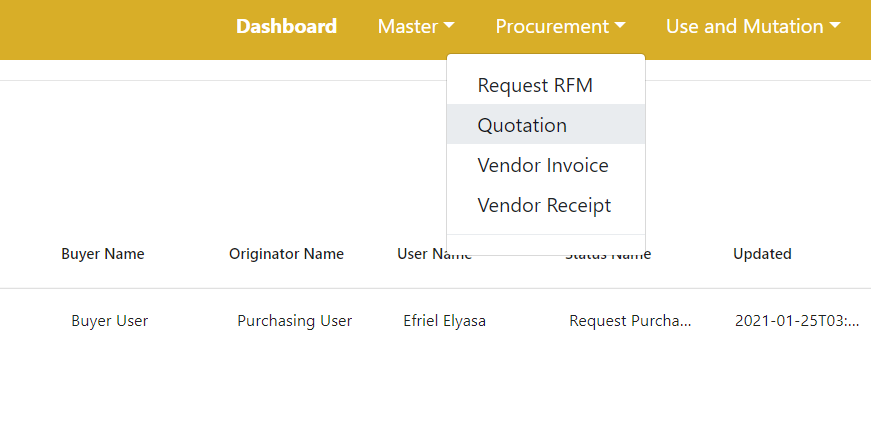 Dashboard Master Procurement Use and Mutation
Request RFM
Quotation
Vendor Invoice
Vendor Receipt
Buyer Name Originator Name User Name Status Name Updated
Buyer User Purchasing User Efriel Elyasa Request Purcha... 2021-01-25T03:...